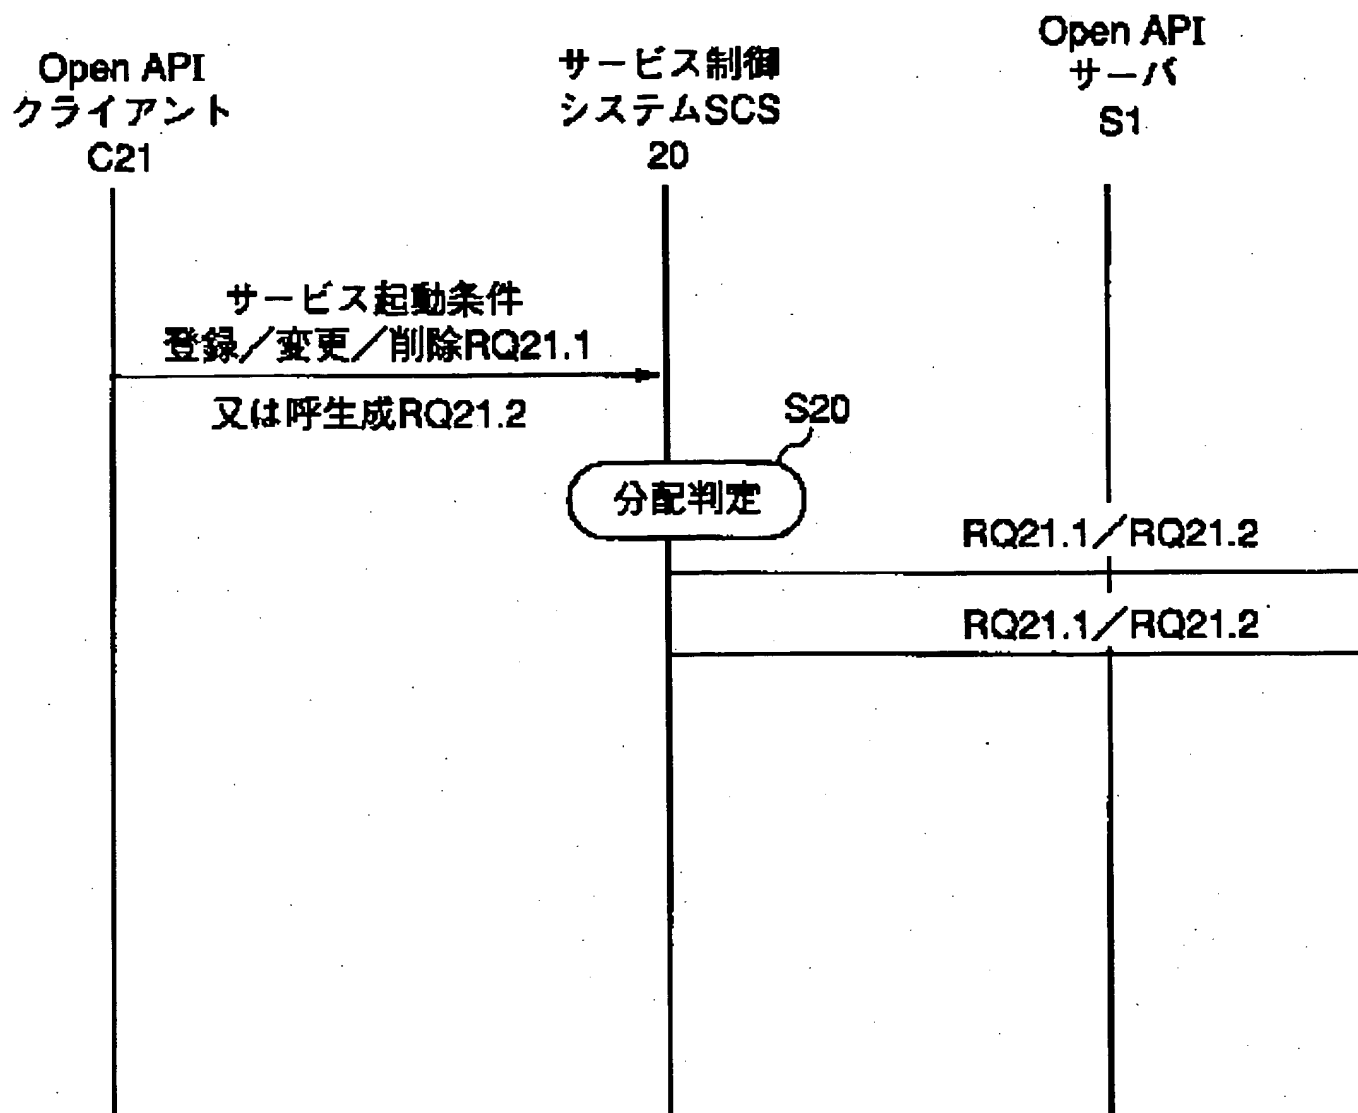 Open API
クライアント
C21
サービス制御
システムSCS
20
Open API
サーバ
S1
サービス起動条件
登録／変更／削除RQ21.1
又は呼生成RQ21.2
S20
分配判定
RQ21.1／RQ21.2
RQ21.1／RQ21.2